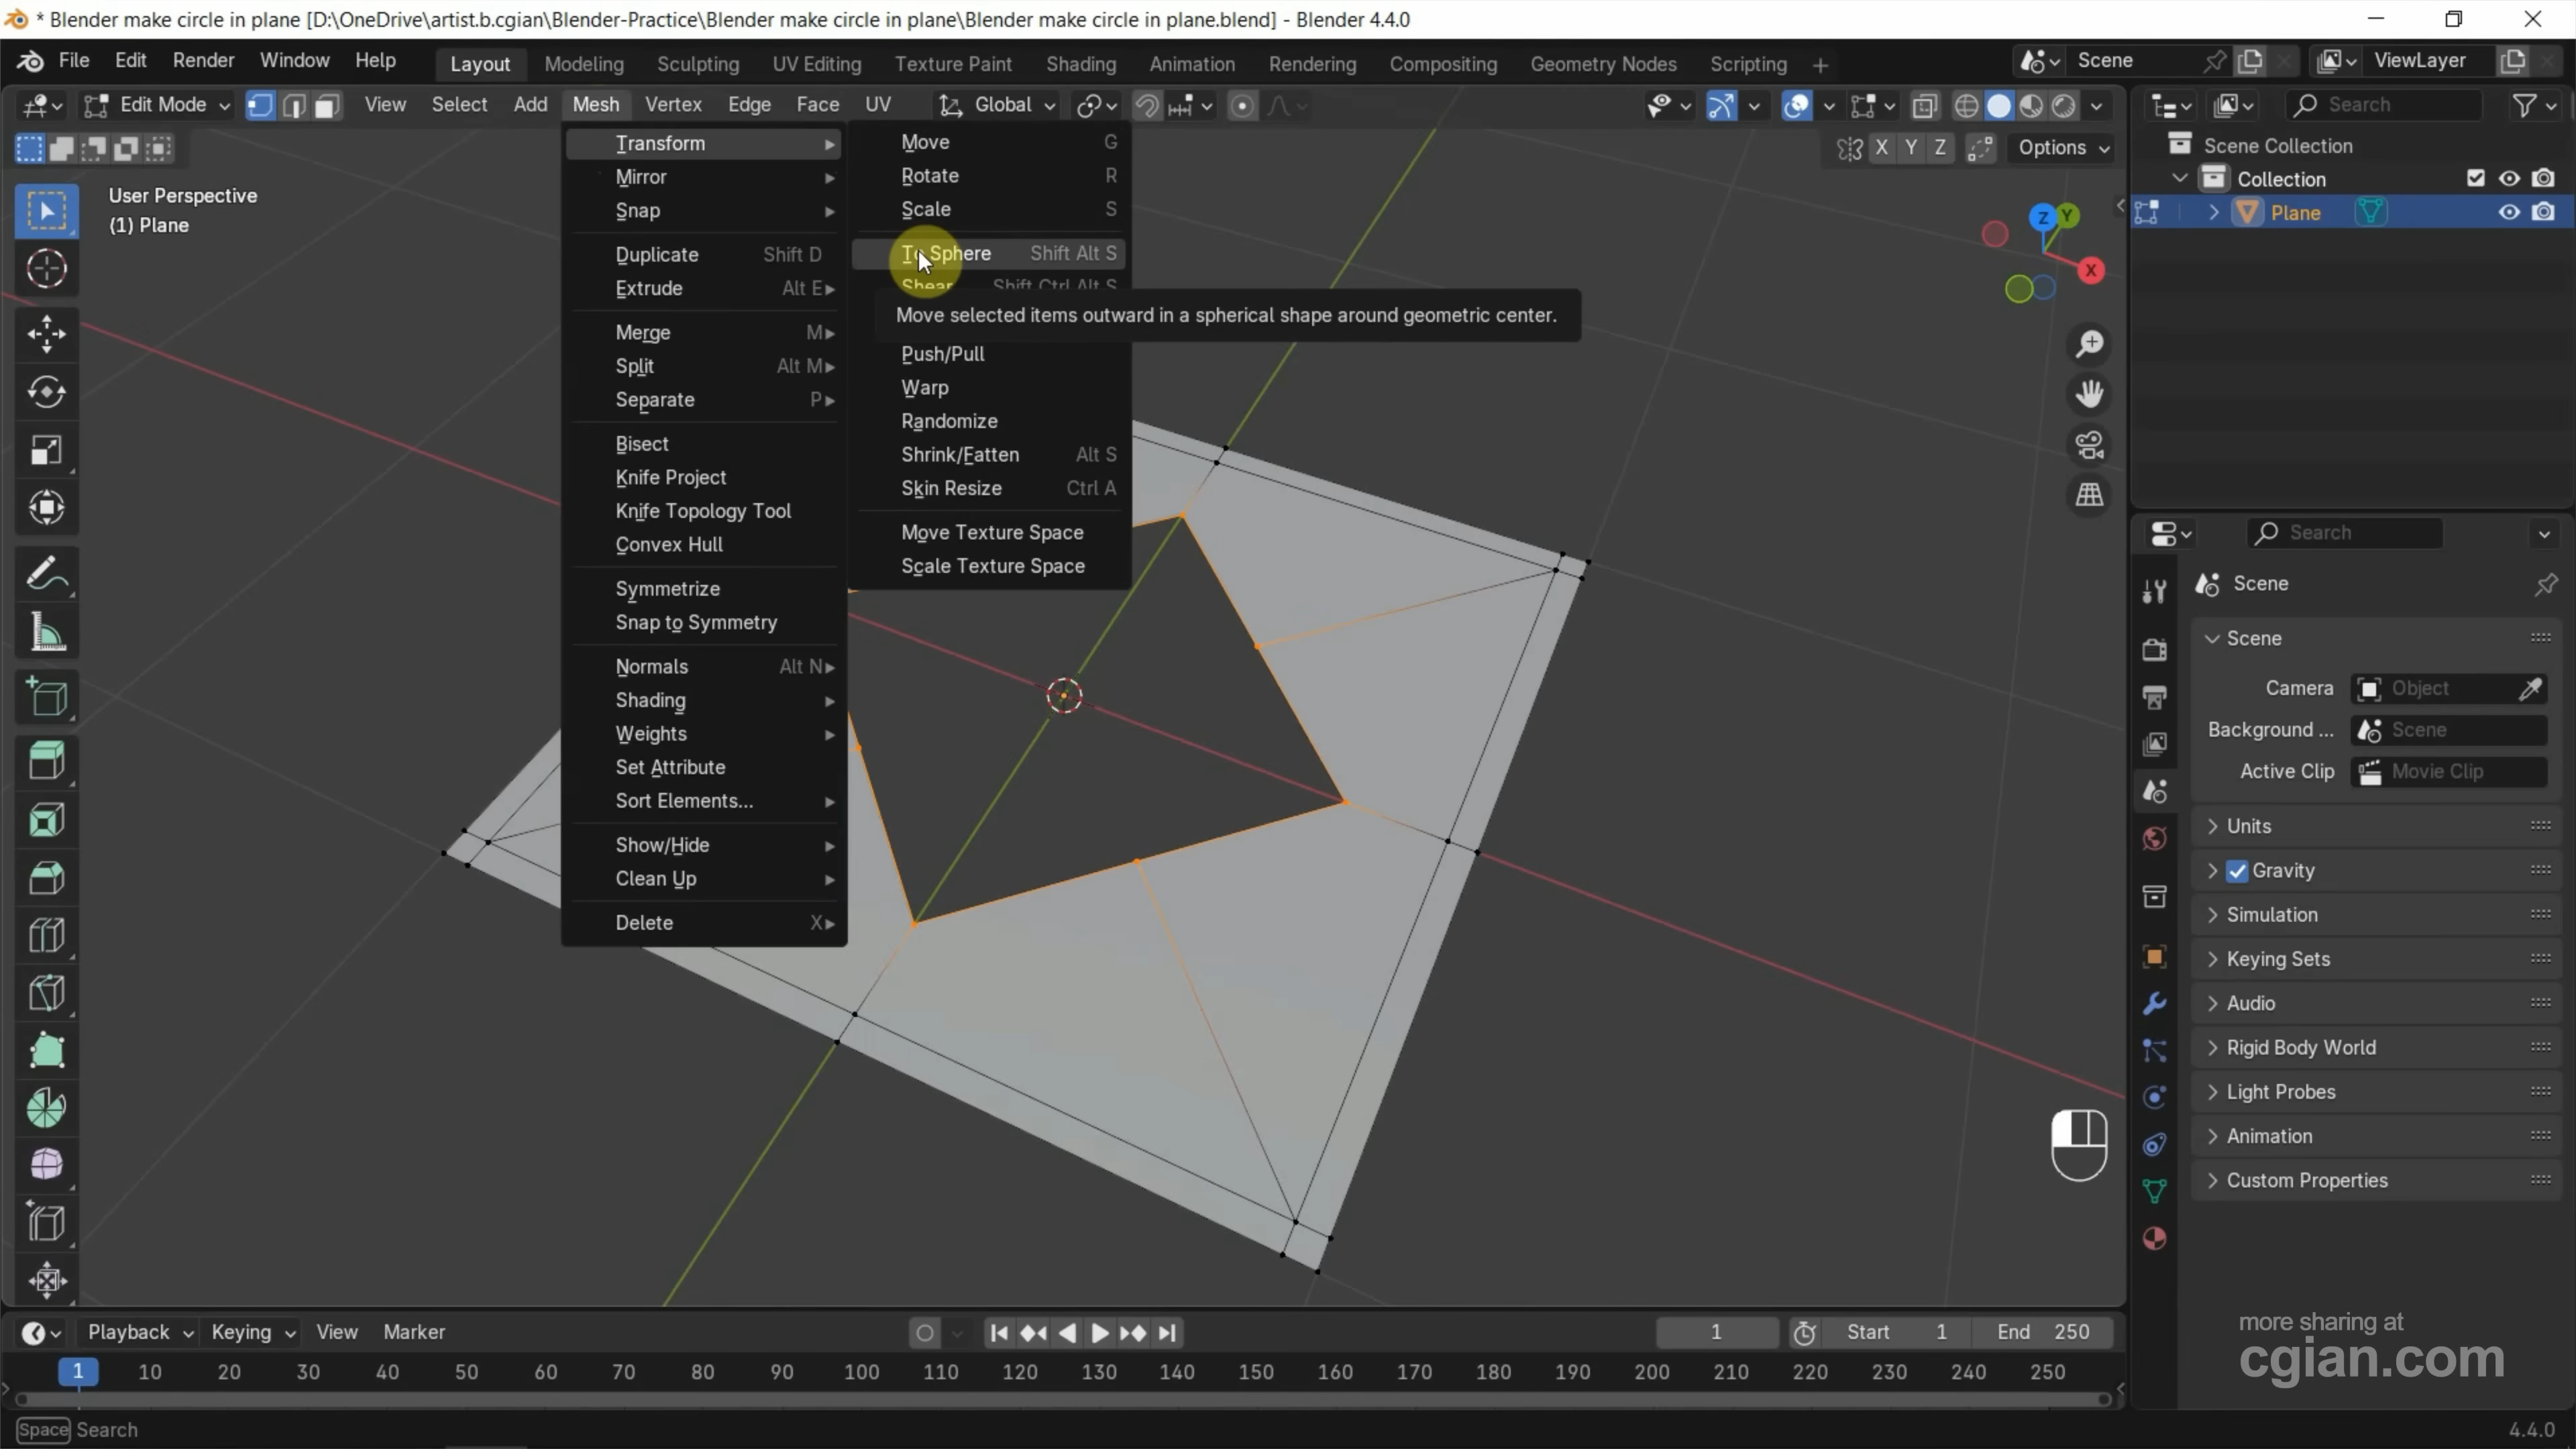 * Blender make circle in plane [D:\OneDrive\artist.b.cgian\Blender-Practice\Blender make circle in plane\Blender make circle in plane.blend] - Blender 4.4.0
File Edit Render Window Help Layout Modeling Sculpting UV Editing Texture Paint Shading Animation Rendering Compositing Geometry Nodes Scripting + Scene ViewLayer
Edit Mode View Select Add Mesh Vertex Edge Face UV Global Search
X Y Z Options
User Perspective
(1) Plane
Transform
Mirror
Snap
Duplicate Shift D
Extrude Alt E
Merge M
Split Alt M
Separate P
Bisect
Knife Project
Knife Topology Tool
Convex Hull
Symmetrize
Snap to Symmetry
Normals Alt N
Shading
Weights
Set Attribute
Sort Elements...
Show/Hide
Clean Up
Delete X
Move G
Rotate R
Scale S
To Sphere Shift Alt S
Shear Shift Ctrl Alt S
Move selected items outward in a spherical shape around geometric center.
Push/Pull
Warp
Randomize
Shrink/Fatten Alt S
Skin Resize Ctrl A
Move Texture Space
Scale Texture Space
Z Y
X
Scene Collection
Collection
Plane
Search
Scene
Scene
Camera Object
Background ... Scene
Active Clip Movie Clip
Units
Gravity
Simulation
Keying Sets
Audio
Rigid Body World
Light Probes
Animation
Custom Properties
more sharing at
cgian.com
Playback Keying View Marker 1 Start 1 End 250
1 10 20 30 40 50 60 70 80 90 100 110 120 130 140 150 160 170 180 190 200 210 220 230 240 250
Space Search 4.4.0